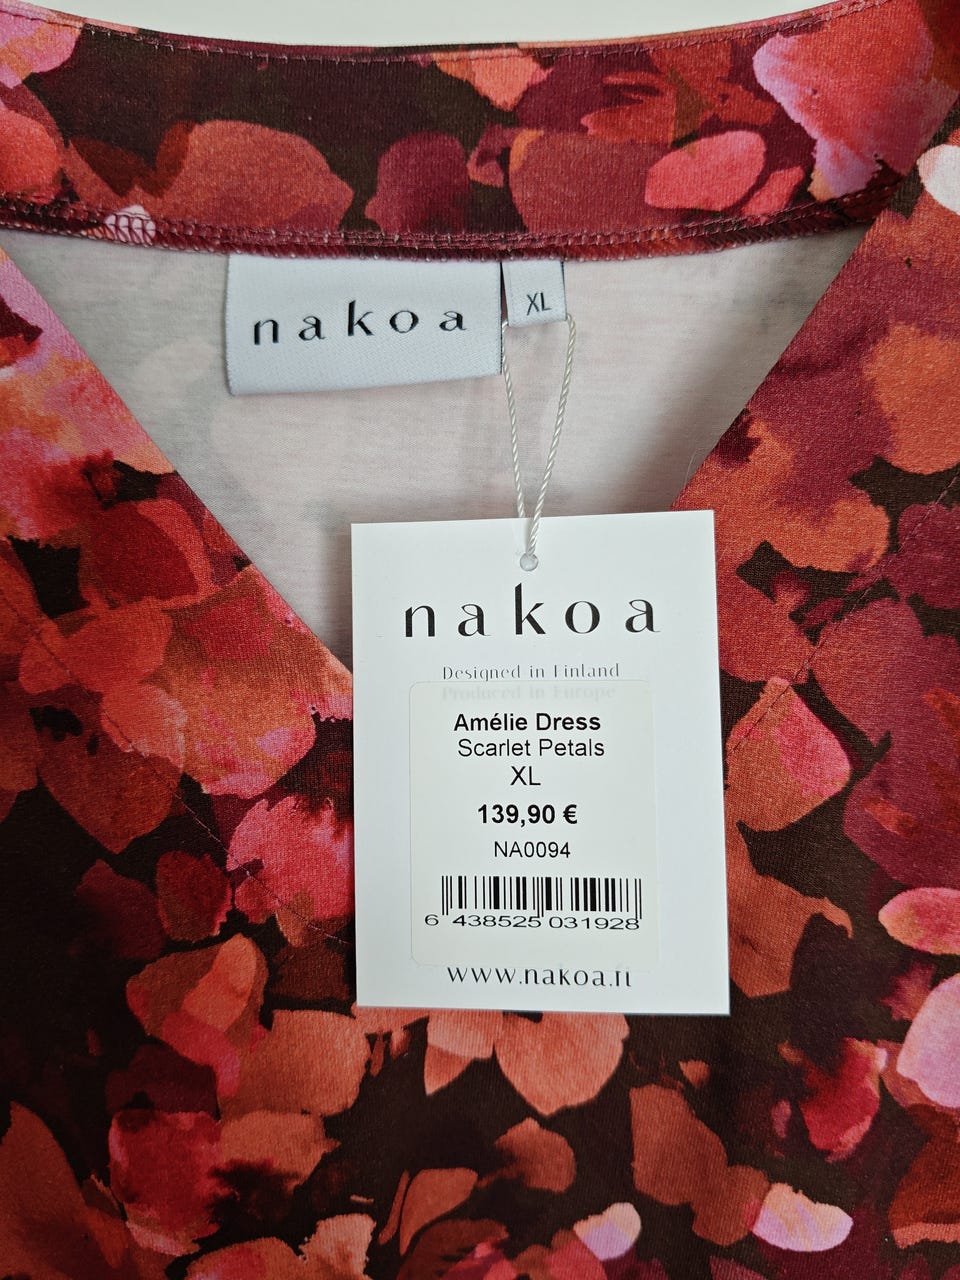 nakoa
XL
nakoa
Designed in Finland
Produced in Europe
Amélie Dress
Scarlet Petals
XL
139,90 €
NA0094
6 438525 031928
www.nakoa.fi